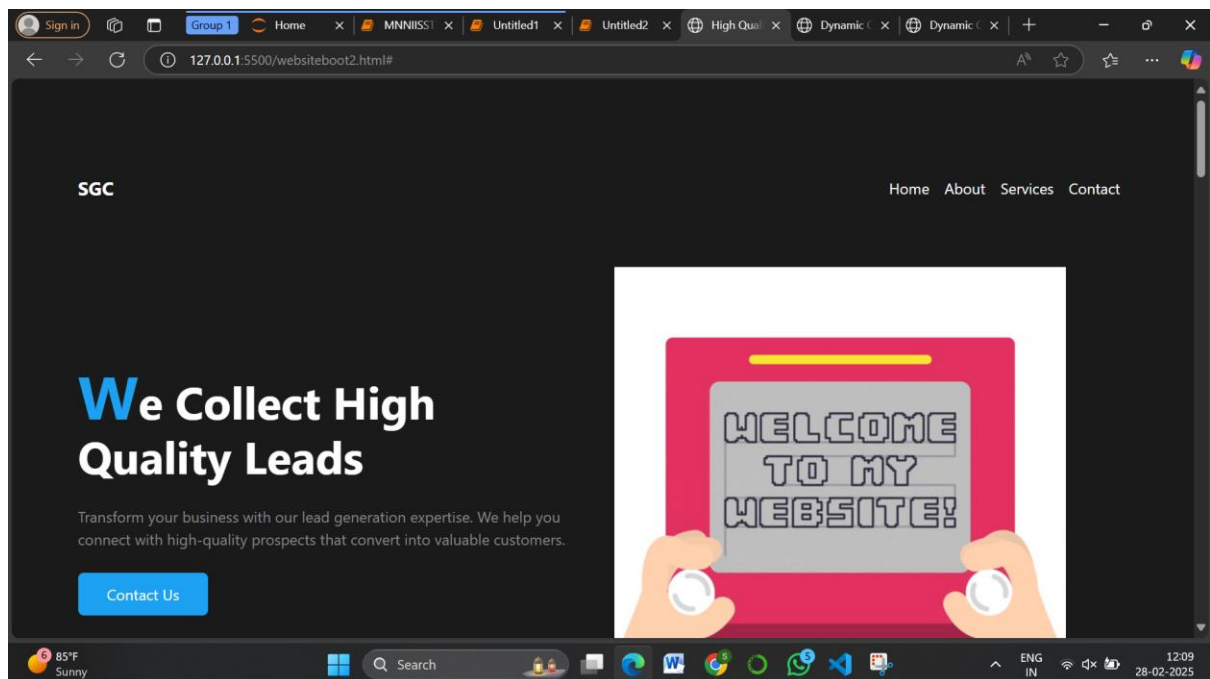 Sign in Group 1 Home MNNIISST Untitled1 Untitled2 High Qual Dynamic C Dynamic C
127.0.0.1:5500/websiteboot2.html#
SGC
Home About Services Contact
We Collect High
Quality Leads
Transform your business with our lead generation expertise. We help you
connect with high-quality prospects that convert into valuable customers.
Contact Us
WELCOME
TO MY
WEBSITE!
6 85°F
Sunny
Search
5
5
ENG
IN
12:09
28-02-2025